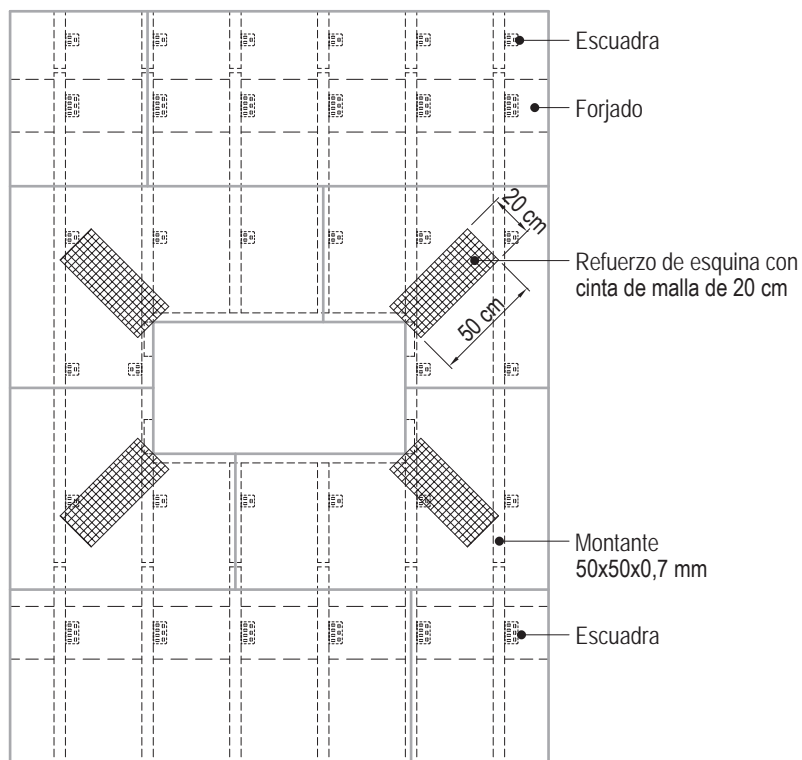 Escuadra
Forjado
20 cm
Refuerzo de esquina con
cinta de malla de 20 cm
50 cm
Montante
50x50x0,7 mm
Escuadra